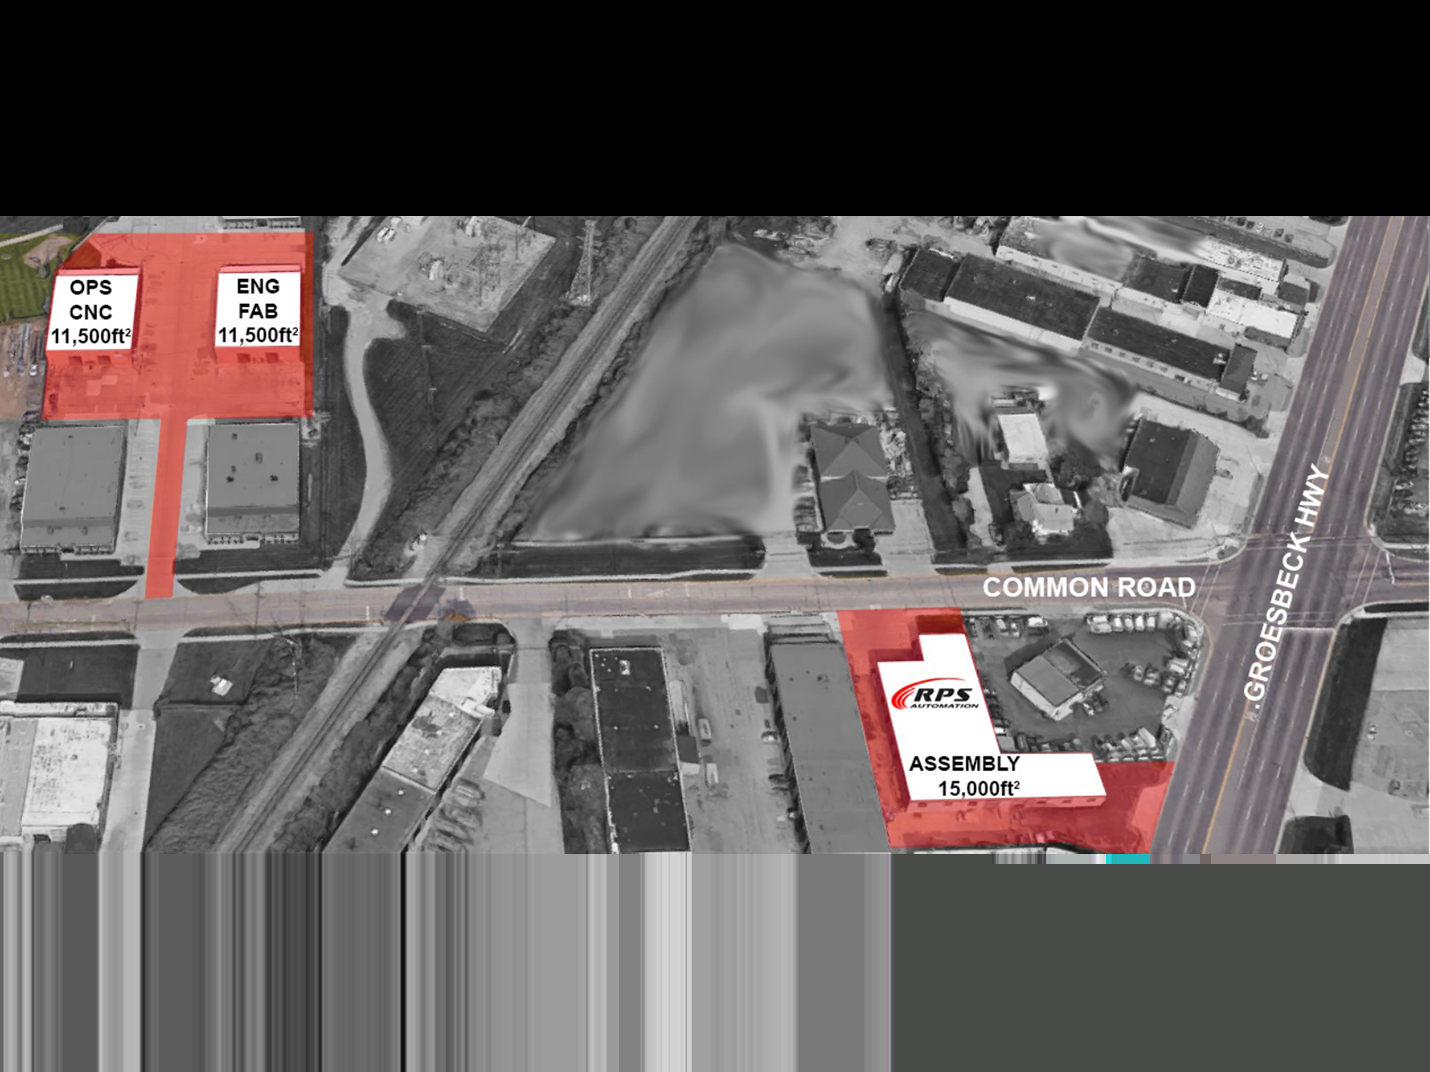 OPS
CNC
11,500ft²
ENG
FAB
11,500ft²
COMMON ROAD
GROESBECK HWY
RPS
AUTOMATION
ASSEMBLY
15,000ft²